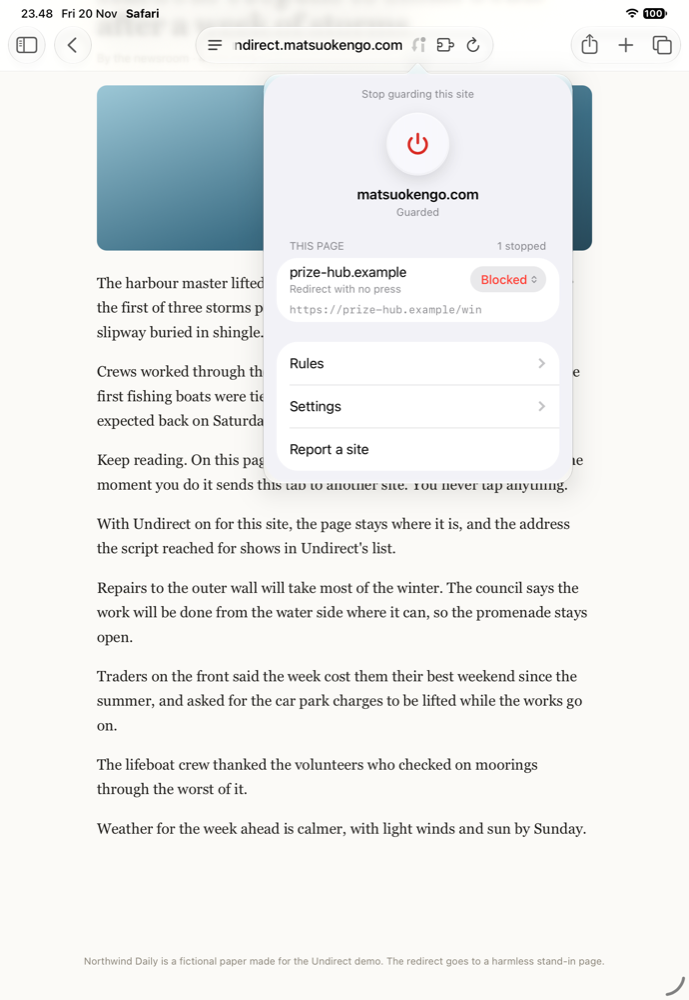 23.48 Fri 20 Nov Safari
100
after a week of storms
ndirect.matsuokengo.com
Stop guarding this site
matsuokengo.com
Guarded
THIS PAGE 1 stopped
prize-hub.example
Blocked
Redirect with no press
https://prize-hub.example/win
Rules
Settings
Report a site
The harbour master lifted
the first of three storms
slipway buried in shingle.
Crews worked through
first fishing boats were
expected back on
Keep reading. On this
moment you do it sends this tab to another site. You never tap anything.
With Undirect on for this site, the page stays where it is, and the address
the script reached for shows in Undirect's list.
Repairs to the outer wall will take most of the winter. The council says the
work will be done from the water side where it can, so the promenade stays
open.
Traders on the front said the week cost them their best weekend since the
summer, and asked for the car park charges to be lifted while the works go
on.
The lifeboat crew thanked the volunteers who checked on moorings
through the worst of it.
Weather for the week ahead is calmer, with light winds and sun by Sunday.
Northwind Daily is a fictional paper made for the Undirect demo. The redirect goes to a harmless stand-in page.